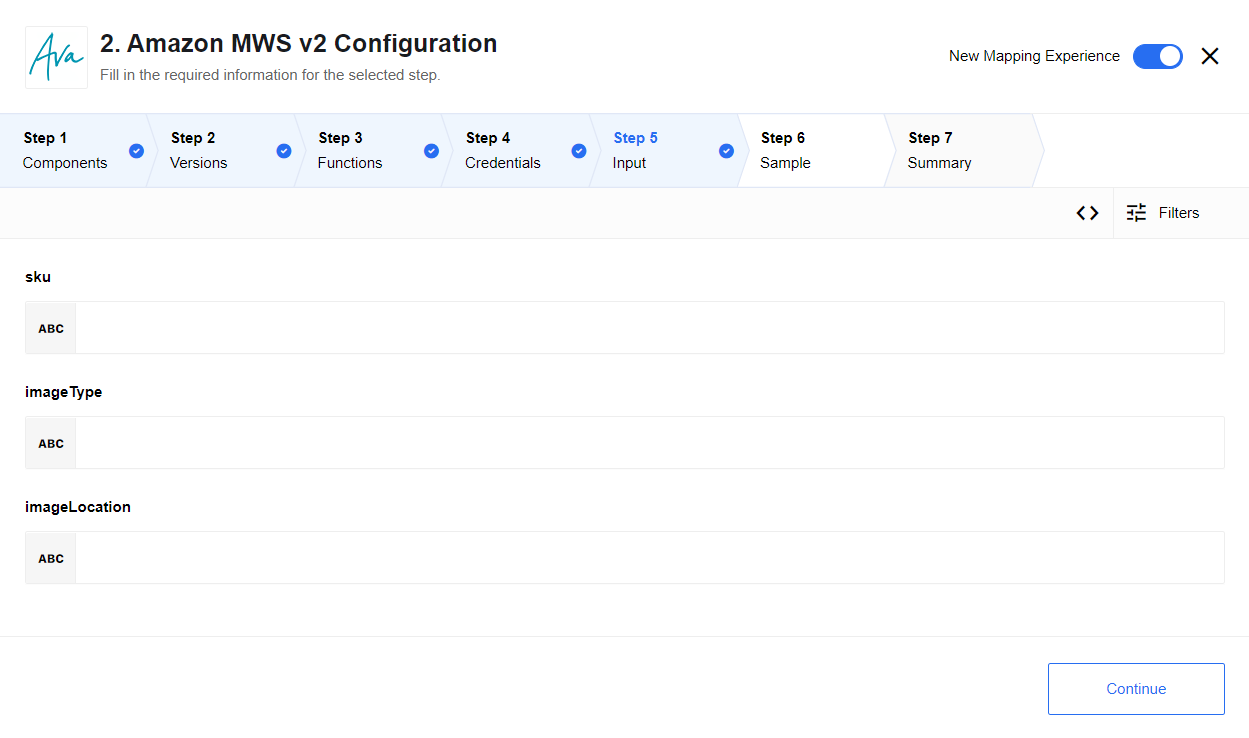 Ava
2. Amazon MWS v2 Configuration
Fill in the required information for the selected step.
New Mapping Experience
Step 1
Components
Step 2
Versions
Step 3
Functions
Step 4
Credentials
Step 5
Input
Step 6
Sample
Step 7
Summary
Filters
sku
ABC
imageType
ABC
imageLocation
ABC
Continue